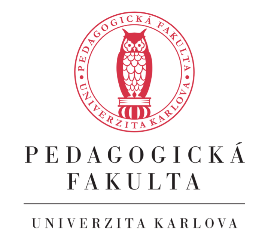 • PEDAGOGICKÁ FAKULTA •
UNIVERZITA KARLOVA
PEDAGOGICKÁ
FAKULTA
UNIVERZITA KARLOVA